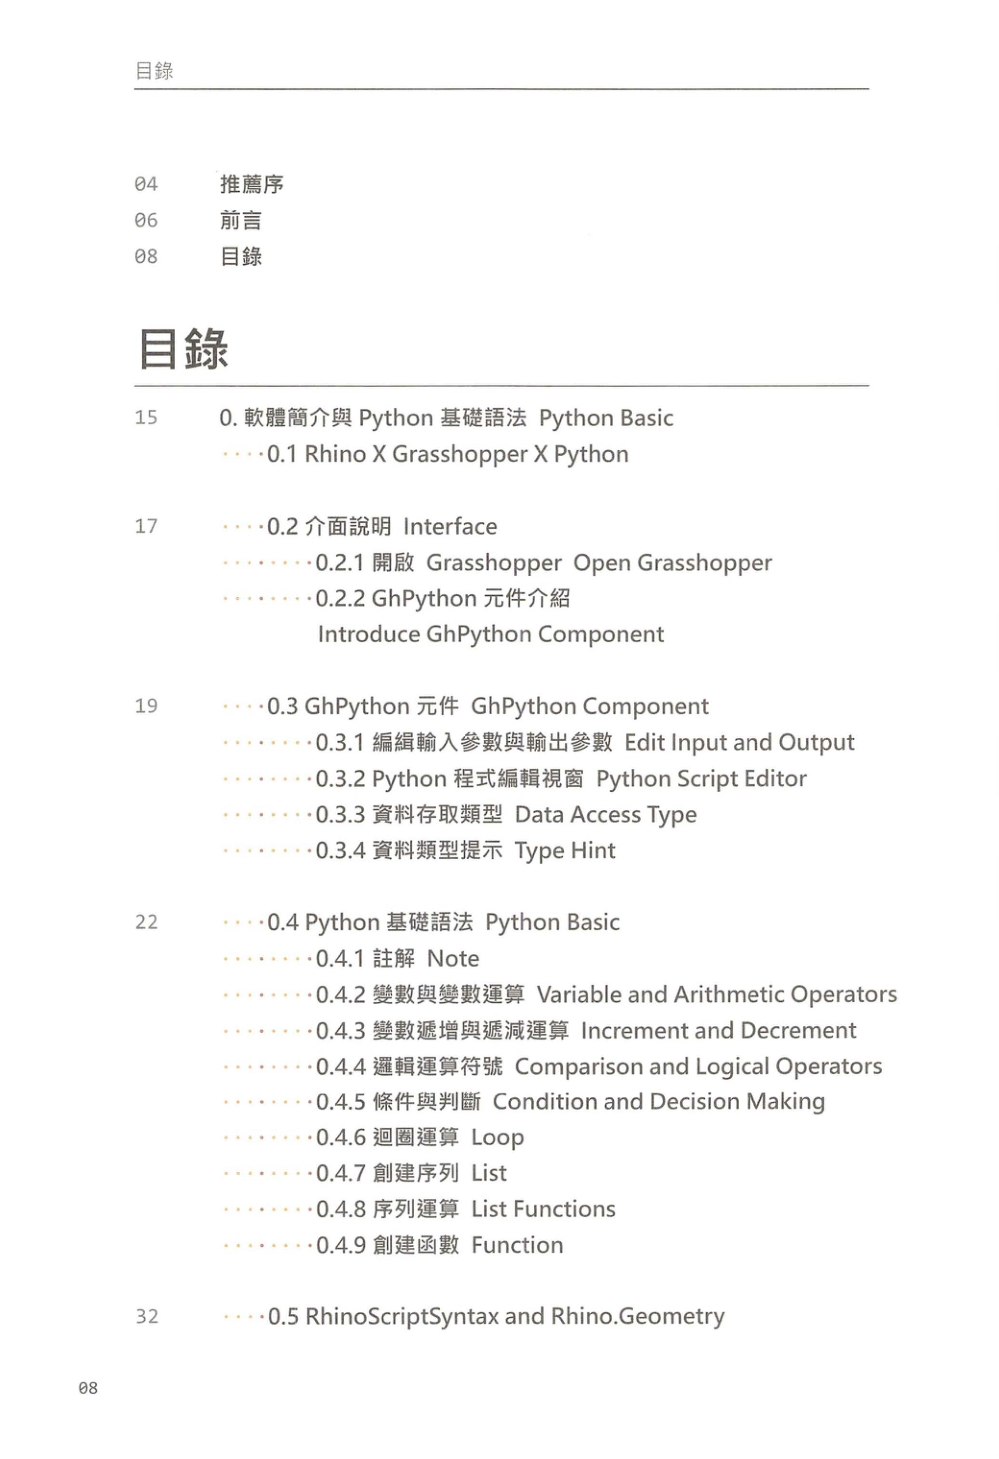 目錄
04 推薦序
06 前言
08 目錄
目錄
15 0. 軟體簡介與 Python 基礎語法 Python Basic
····0.1 Rhino X Grasshopper X Python
17 ····0.2 介面說明 Interface
········0.2.1 開啟 Grasshopper Open Grasshopper
········0.2.2 GhPython 元件介紹
Introduce GhPython Component
19 ····0.3 GhPython 元件 GhPython Component
········0.3.1 編緝輸入參數與輸出參數 Edit Input and Output
········0.3.2 Python 程式編輯視窗 Python Script Editor
········0.3.3 資料存取類型 Data Access Type
········0.3.4 資料類型提示 Type Hint
22 ····0.4 Python 基礎語法 Python Basic
········0.4.1 註解 Note
········0.4.2 變數與變數運算 Variable and Arithmetic Operators
········0.4.3 變數遞增與遞減運算 Increment and Decrement
········0.4.4 邏輯運算符號 Comparison and Logical Operators
········0.4.5 條件與判斷 Condition and Decision Making
········0.4.6 迴圈運算 Loop
········0.4.7 創建序列 List
········0.4.8 序列運算 List Functions
········0.4.9 創建函數 Function
32 ····0.5 RhinoScriptSyntax and Rhino.Geometry
08